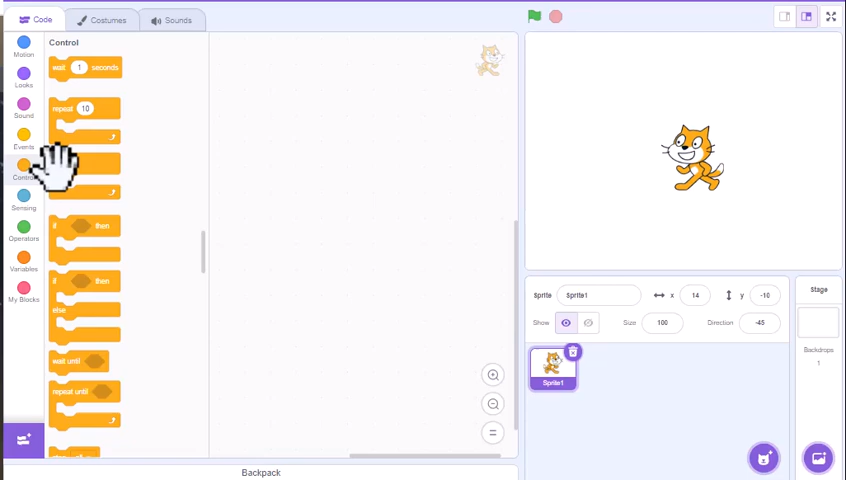 Code Costumes Sounds
Motion
Looks
Sound
Events
Control
Sensing
Operators
Variables
My Blocks
Control
wait 1 seconds
repeat 10
if then
if then
else
wait until
repeat until
Sprite Sprite1 x 14 y -10
Show Size 100 Direction -45
Sprite1
Stage
Backdrops
1
Backpack